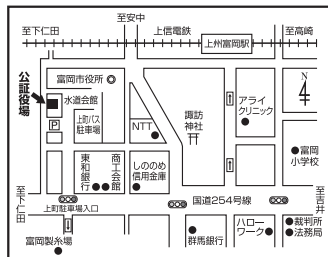 至下仁田
至安中
上信電鉄
至高崎
上州富岡駅
公証役場
富岡市役所
水道会館
P
上町バス
駐車場
NTT
諏訪
神社
アライ
クリニック
N
4
富岡
小学校
東和
銀行
商工会館
しののめ
信用金庫
至下仁田
上町駐車場入口
国道254号線
至吉井
富岡製糸場
群馬銀行
ハロー
ワーク
裁判所
法務局